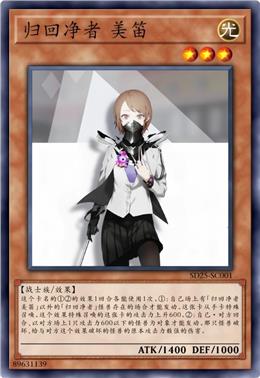 归回净者 美笛
光
SD25-SC001
【战士族/效果】
这个卡名的①②的效果1回合各能使用1次。①:自己场上有「归回净者
美笛」以外的「归回净者」怪兽存在的场合才能发动。这张卡从手卡特殊
召唤。这个效果特殊召唤的这张卡的攻击力上升600。②:自己·对方回
合,以对方场上1只攻击力600以下的怪兽为对象才能发动。那只怪兽破
坏,给与对方这个效果破坏的怪兽的原本攻击力数值的伤害。
ATK/1400 DEF/1000
89631139